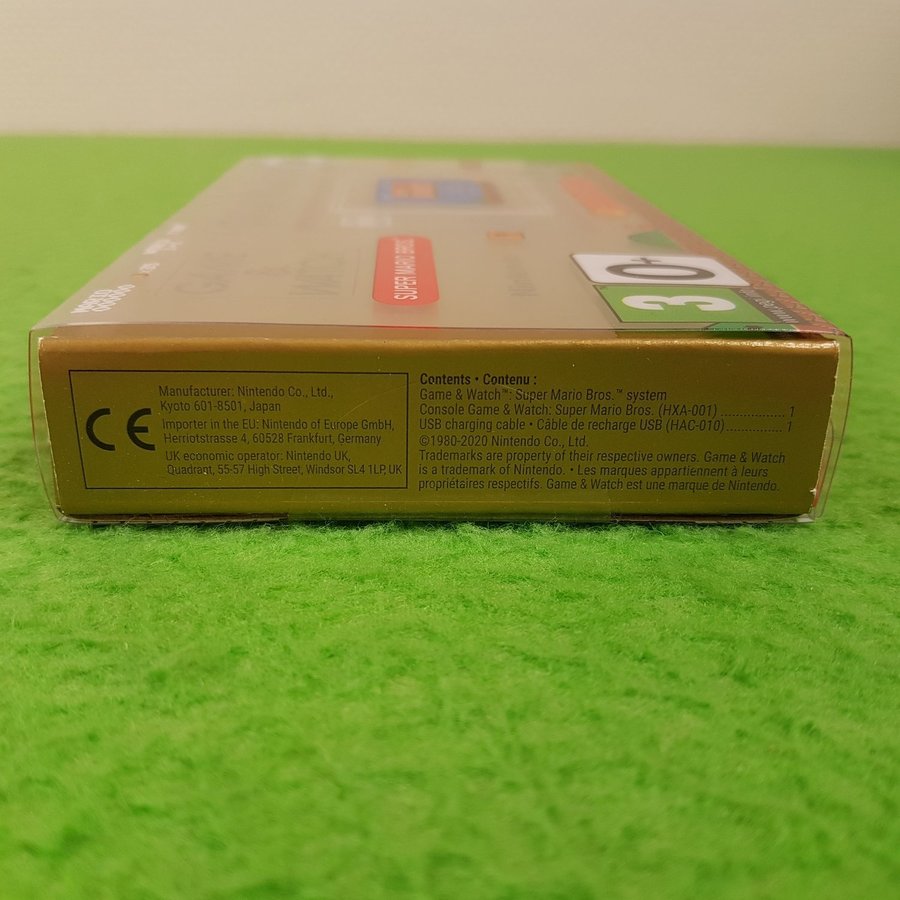 SUPER MARIO BROS.
3
0+
CE
Manufacturer: Nintendo Co., Ltd.,
Kyoto 601-8501, Japan
Importer in the EU: Nintendo of Europe GmbH,
Herriotstrasse 4, 60528 Frankfurt, Germany
UK economic operator: Nintendo UK,
Quadrant, 55-57 High Street, Windsor SL4 1LP, UK
Contents • Contenu :
Game & Watch™: Super Mario Bros.™ system
Console Game & Watch: Super Mario Bros. (HXA-001) .................... 1
USB charging cable • Câble de recharge USB (HAC-010)................ 1
©1980-2020 Nintendo Co., Ltd.
Trademarks are property of their respective owners. Game & Watch
is a trademark of Nintendo. • Les marques appartiennent à leurs
propriétaires respectifs. Game & Watch est une marque de Nintendo.